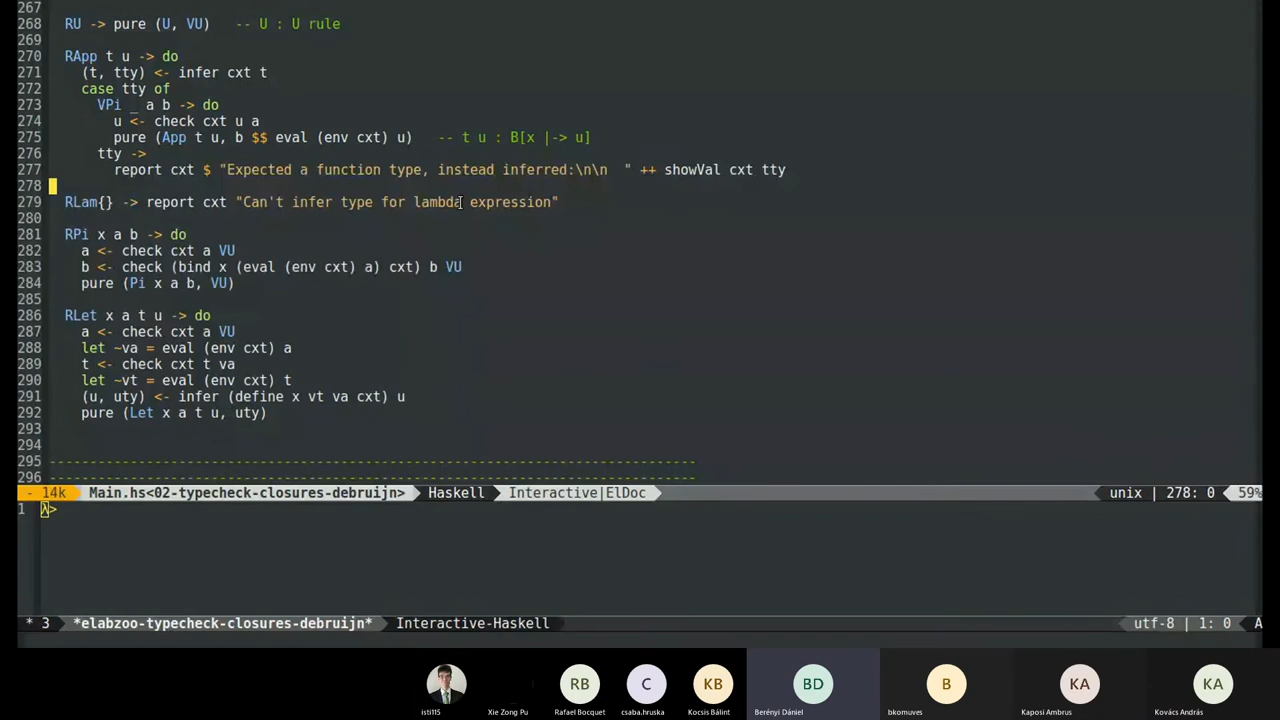 267
268 RU -> pure (U, VU) -- U : U rule
269
270 RApp t u -> do
271 (t, tty) <- infer cxt t
272 case tty of
273 VPi _ a b -> do
274 u <- check cxt u a
275 pure (App t u, b $$ eval (env cxt) u) -- t u : B[x |-> u]
276 tty ->
277 report cxt $ "Expected a function type, instead inferred:\n\n " ++ showVal cxt tty
278
279 RLam{} -> report cxt "Can't infer type for lambda expression"
280
281 RPi x a b -> do
282 a <- check cxt a VU
283 b <- check (bind x (eval (env cxt) a) cxt) b VU
284 pure (Pi x a b, VU)
285
286 RLet x a t u -> do
287 a <- check cxt a VU
288 let ~va = eval (env cxt) a
289 t <- check cxt t va
290 let ~vt = eval (env cxt) t
291 (u, uty) <- infer (define x vt va cxt) u
292 pure (Let x a t u, uty)
293
294
295 --------------------------------------------------------------------------------
296 --------------------------------------------------------------------------------
- 14k Main.hs<02-typecheck-closures-debruijn> Haskell Interactive|ElDoc unix | 278: 0 59%
1 λ>
* 3 *elabzoo-typecheck-closures-debruijn* Interactive-Haskell utf-8 | 1: 0 A
RB C KB BD B KA KA
isti115 Xie Zong Pu Rafael Bocquet csaba.hruska Kocsis Bálint Berényi Dániel bkomuves Kaposi Ambrus Kovács András